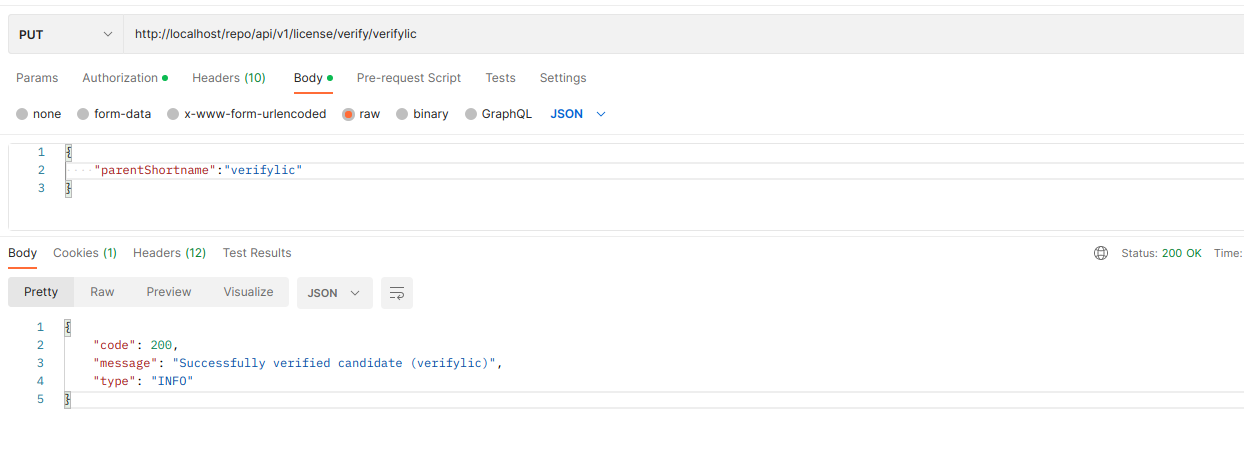 PUT http://localhost/repo/api/v1/license/verify/verifylic
Params Authorization Headers (10) Body Pre-request Script Tests Settings
none form-data x-www-form-urlencoded raw binary GraphQL JSON
1 {
2 ····"parentShortname":"verifylic"
3 }
Body Cookies (1) Headers (12) Test Results Status: 200 OK Time:
Pretty Raw Preview Visualize JSON
1 {
2 "code": 200,
3 "message": "Successfully verified candidate (verifylic)",
4 "type": "INFO"
5 }